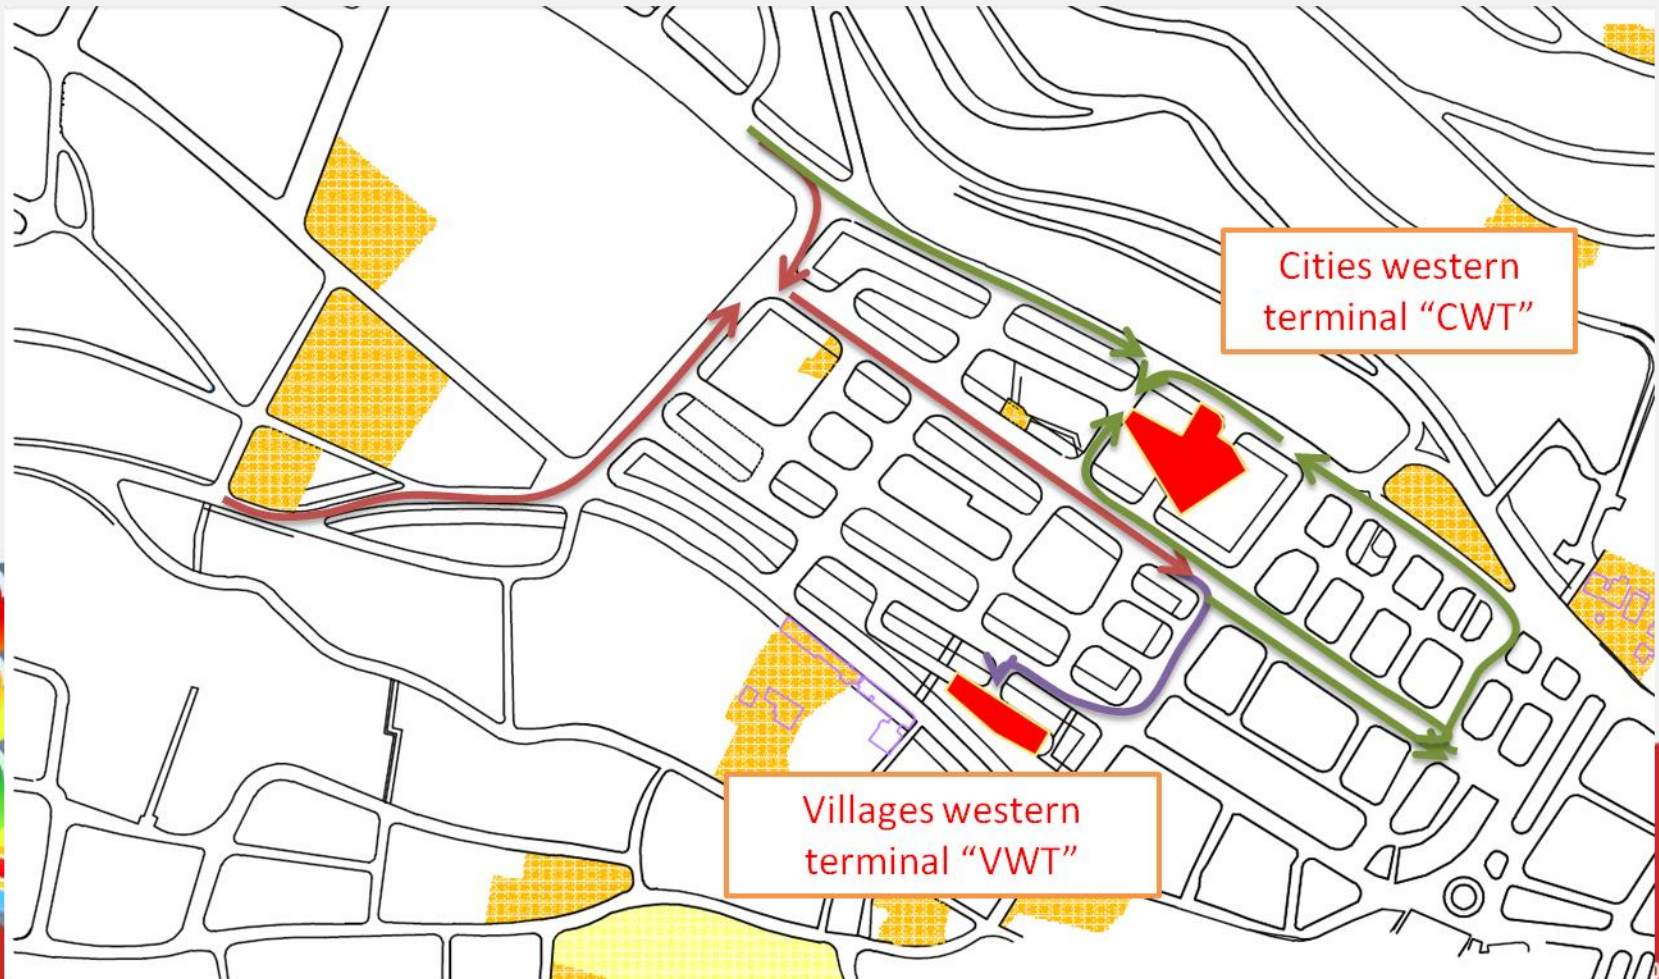 Cities western
terminal “CWT”
Villages western
terminal “VWT”